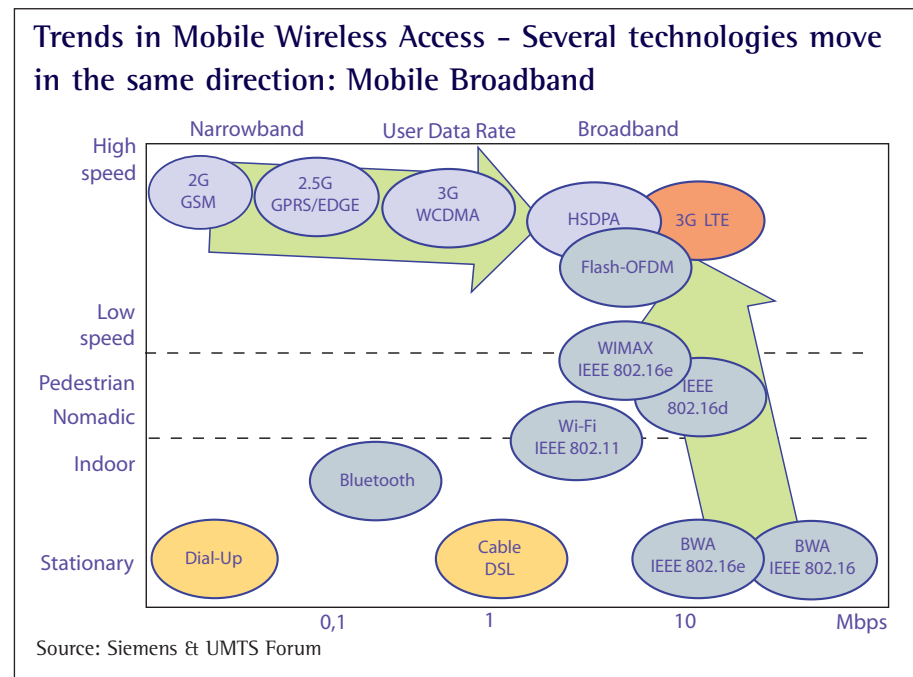 Trends in Mobile Wireless Access - Several technologies move
in the same direction: Mobile Broadband
Narrowband
User Data Rate
Broadband
High
speed
2G
GSM
2.5G
GPRS/EDGE
3G
WCDMA
HSDPA
3G LTE
Flash-OFDM
Low
speed
WIMAX
IEEE 802.16e
Pedestrian
IEEE
802.16d
Nomadic
Wi-Fi
IEEE 802.11
Indoor
Bluetooth
Stationary
Dial-Up
Cable
DSL
BWA
IEEE 802.16e
BWA
IEEE 802.16
0,1
1
10
Mbps
Source: Siemens & UMTS Forum